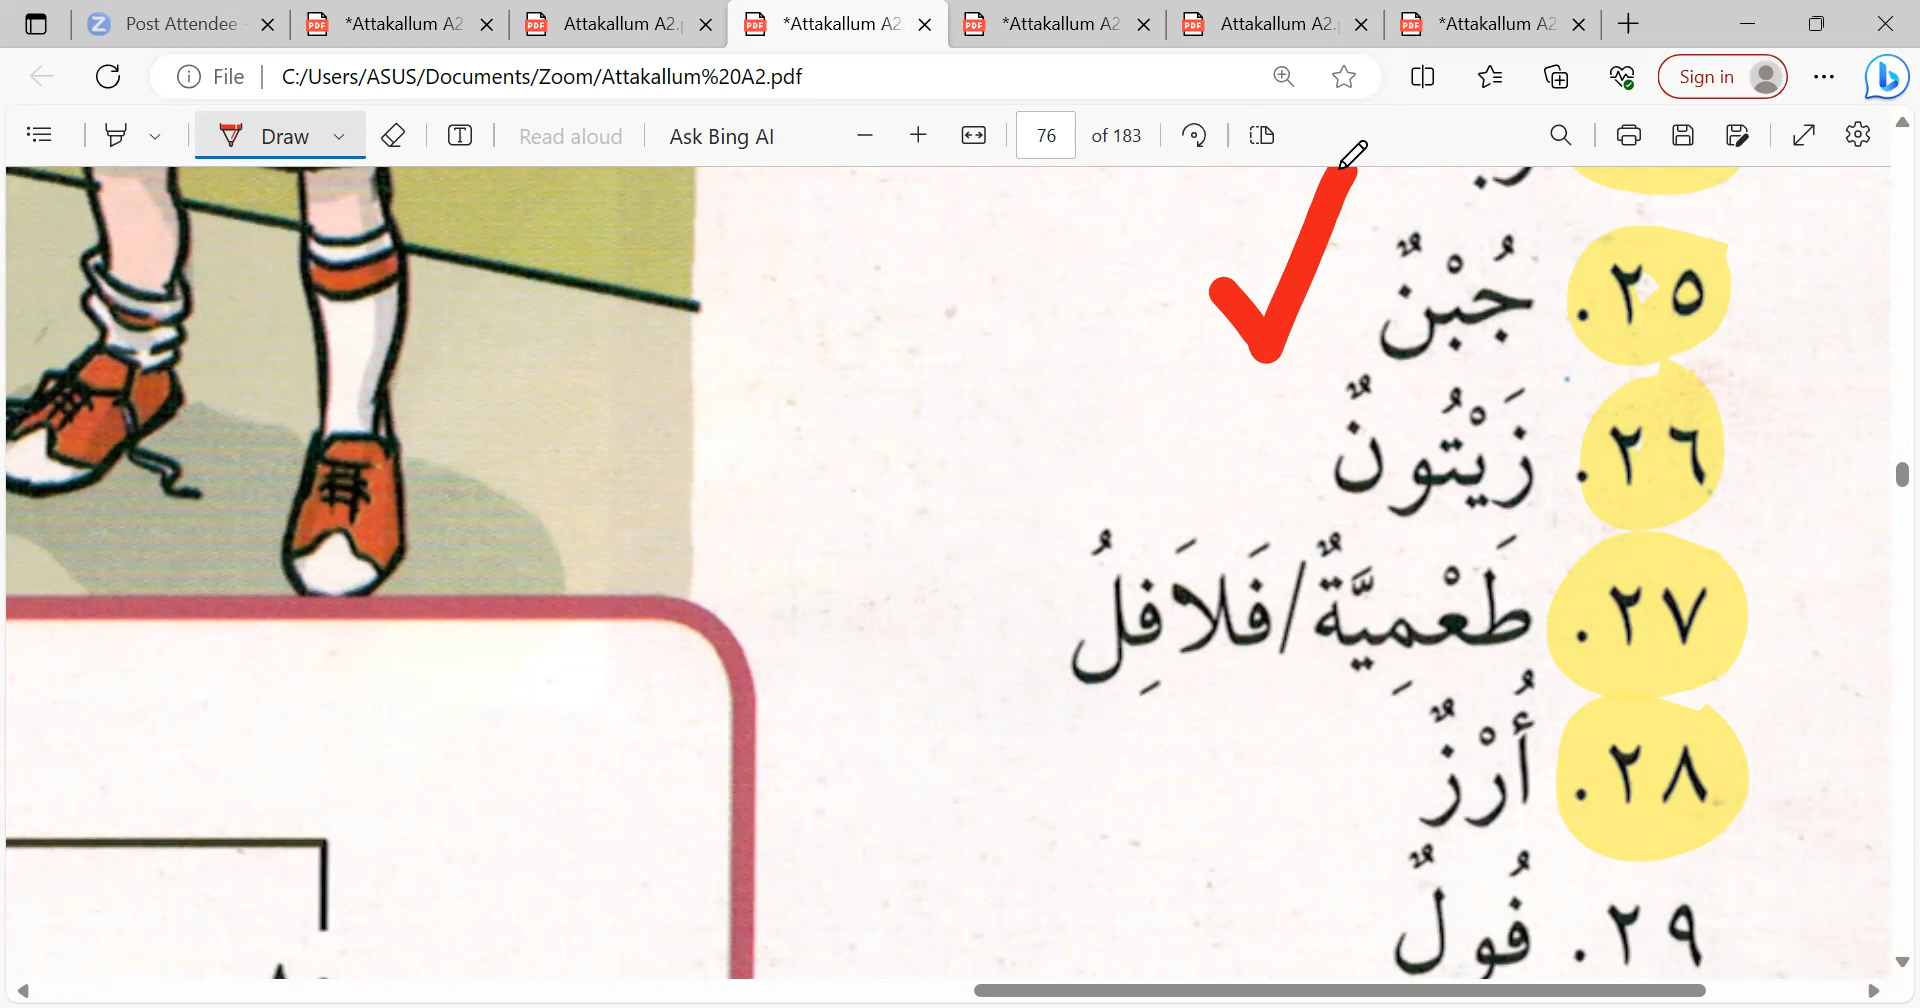 Post Attendee
*Attakallum A2
Attakallum A2.
*Attakallum A2
*Attakallum A2
Attakallum A2.
*Attakallum A2
File
C:/Users/ASUS/Documents/Zoom/Attakallum%20A2.pdf
Sign in
Draw
Read aloud
Ask Bing AI
76 of 183
٢٥. جُبْنٌ
٢٦. زَيْتُونٌ
٢٧. طَعْمِيَّةٌ/فَلَافِلُ
٢٨. أُرْزٌ
٢٩. فُولٌ